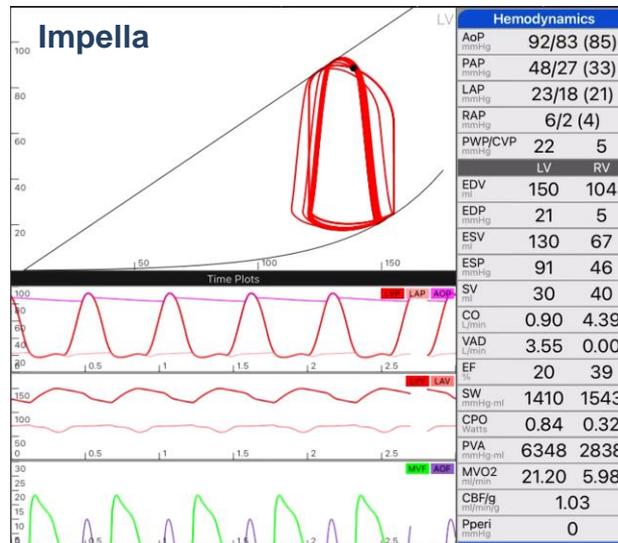 Impella
LV
100
80
60
40
20
50
100
150
Time Plots
LAP
100
80
60
40
20
0.5
1
1.5
2
2.5
LAV
150
100
50
0
0.5
1
1.5
2
2.5
MVF AOF
30
25
20
15
10
5
Hemodynamics
AoP mmHg 92/83 (85)
PAP mmHg 48/27 (33)
LAP mmHg 23/18 (21)
RAP mmHg 6/2 (4)
PWP/CVP mmHg 22 5
LV RV
EDV ml 150 104
EDP mmHg 21 5
ESV ml 130 67
ESP mmHg 91 46
SV ml 30 40
CO L/min 0.90 4.39
VAD L/min 3.55 0.00
EF % 20 39
SW mmHg·ml 1410 1543
CPO Watts 0.84 0.32
PVA mmHg·ml 6348 2838
MVO2 ml/min 21.20 5.98
CBF/g ml/min/g 1.03
Pperi mmHg 0